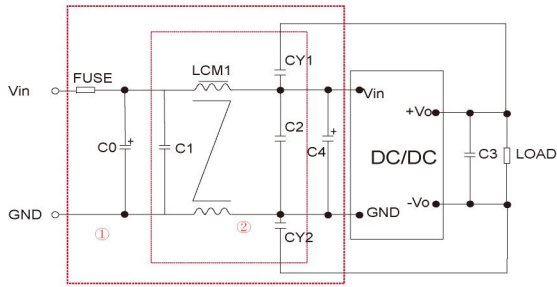 CY1
LCM1
FUSE
Vin
Vin
+Vo
C0
+
C1
C2
+
C4
DC/DC
C3
LOAD
GND
GND
-Vo
①
②
CY2